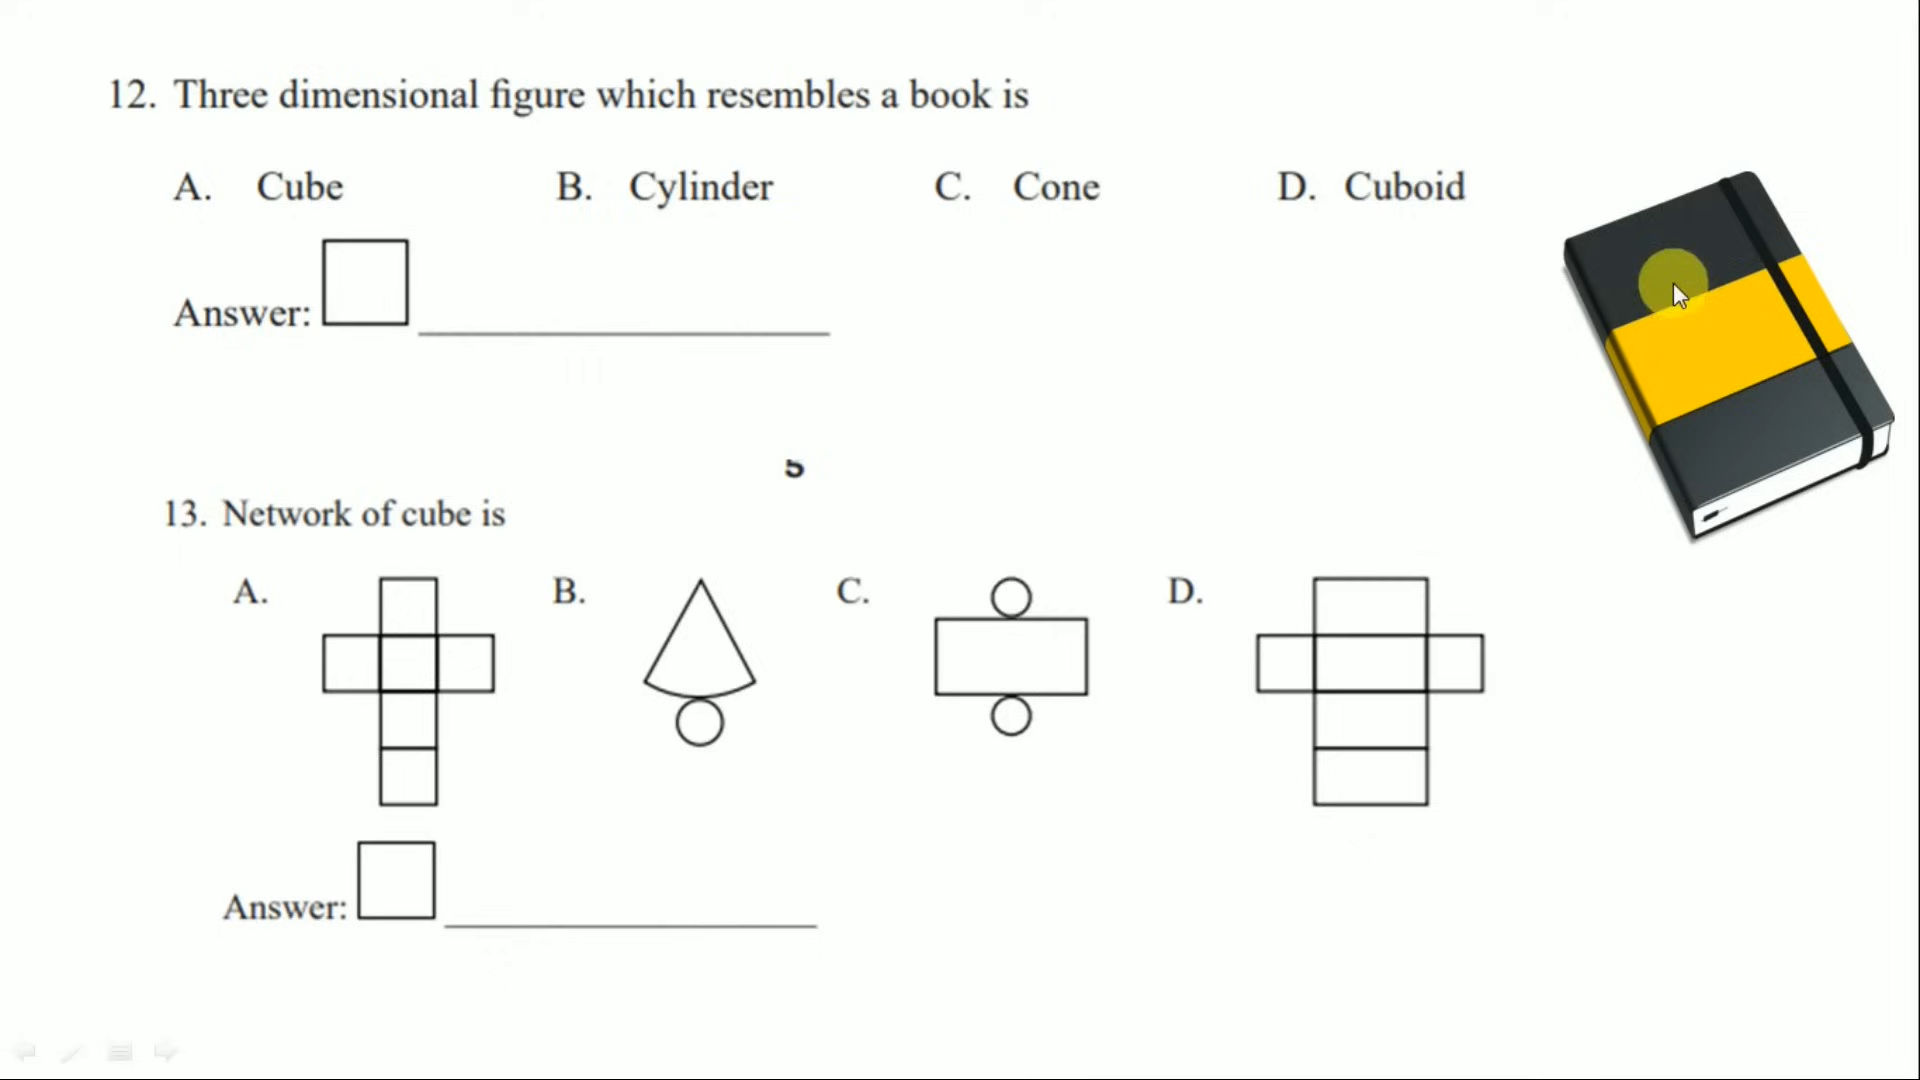 12. Three dimensional figure which resembles a book is
A. Cube B. Cylinder C. Cone D. Cuboid
Answer:
5
13. Network of cube is
A. B. C. D.
Answer: